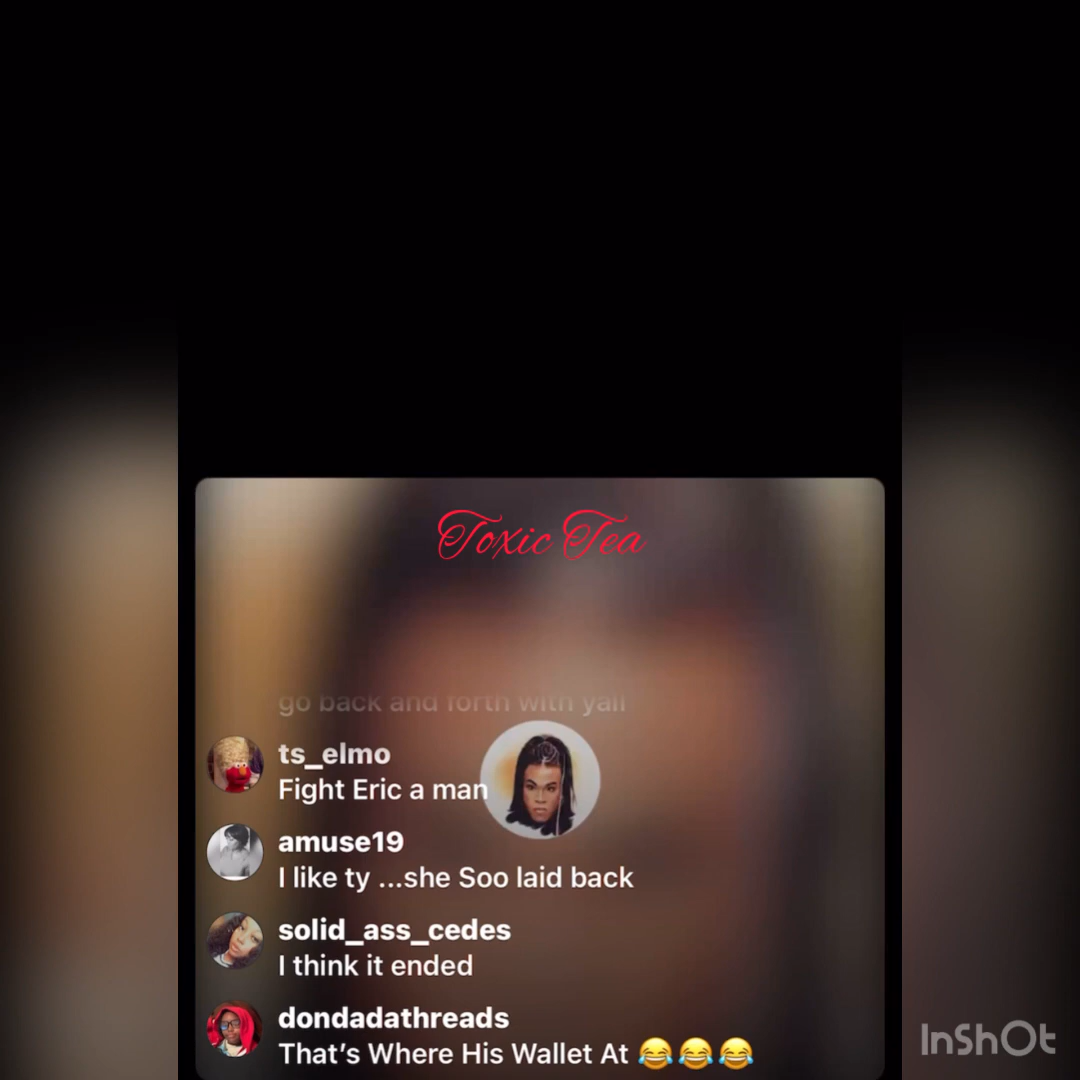 Toxic Tea
go back and forth with yall
ts_elmo
Fight Eric a man
amuse19
I like ty ...she Soo laid back
solid_ass_cedes
I think it ended
dondadathreads
That’s Where His Wallet At 😂😂😂
InShOt